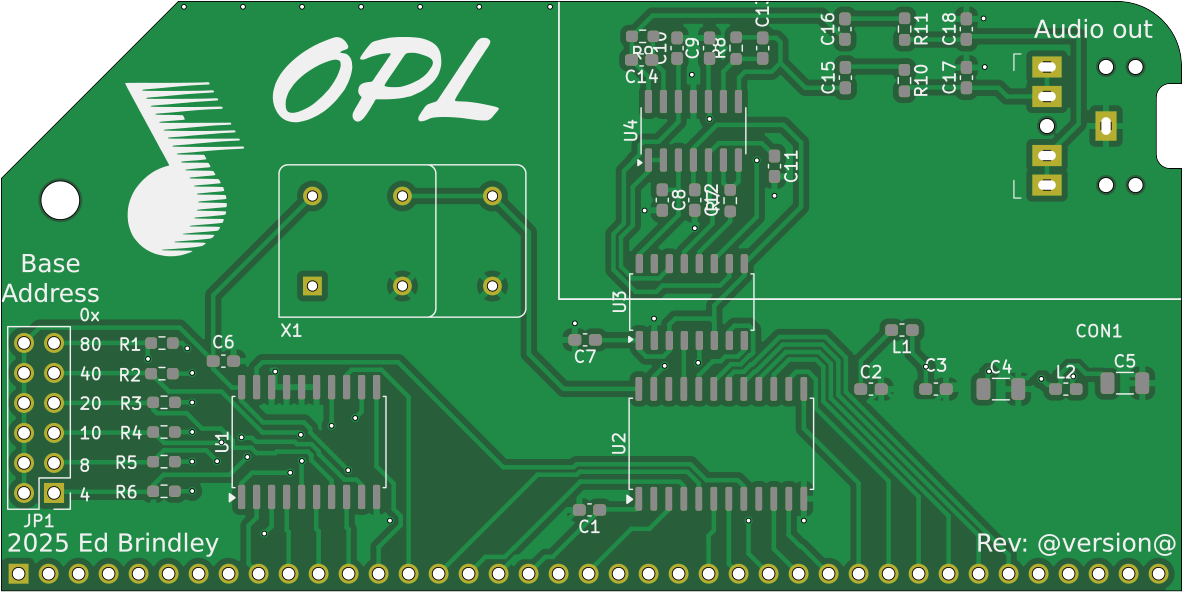 OPL
Audio out
C16
R11
C18
C10
C9
R8
R9
C14
C15
R10
C17
U4
C11
C8
Base
Address
0x
80
40
20
10
8
4
R1
R2
R3
R4
R5
R6
C6
JP1
X1
U3
C7
U1
U2
C1
CON1
L1
C2
C3
C4
L2
C5
2025 Ed Brindley
Rev: @version@